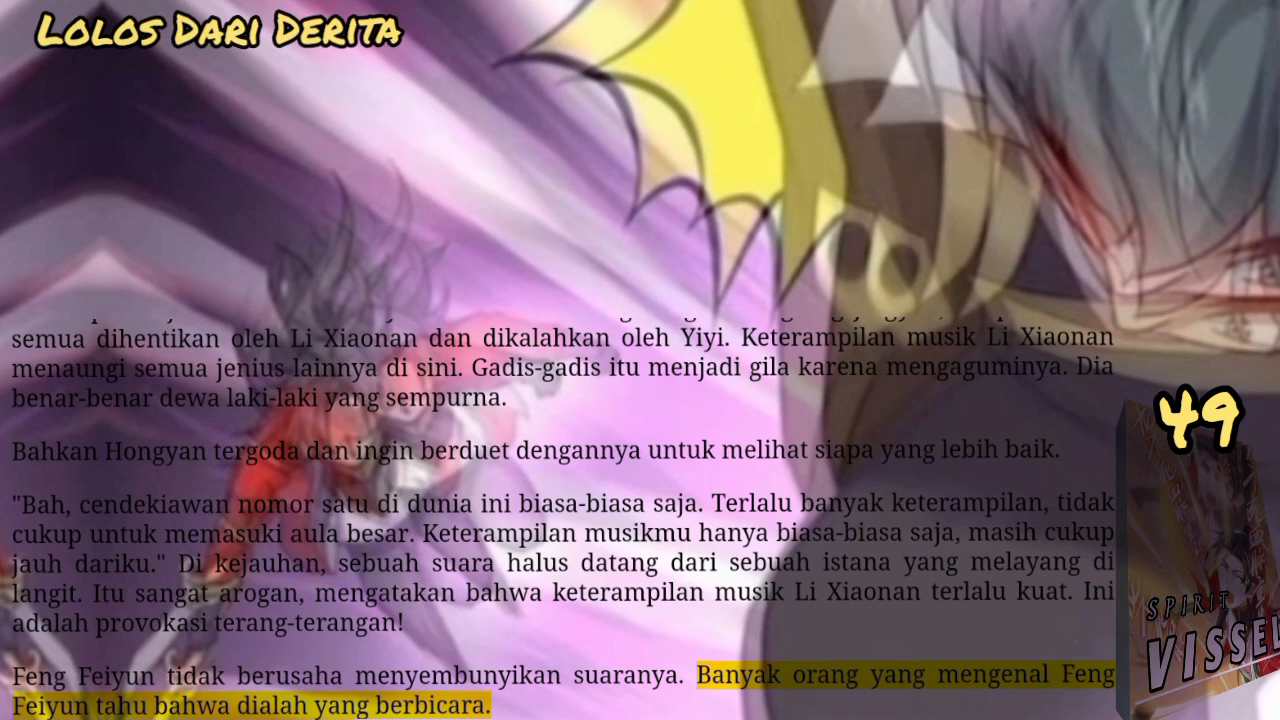 Lolos Dari Derita
semua dihentikan oleh Li Xiaonan dan dikalahkan oleh Yiyi. Keterampilan musik Li Xiaonan
menaungi semua jenius lainnya di sini. Gadis-gadis itu menjadi gila karena mengaguminya. Dia
benar-benar dewa laki-laki yang sempurna.
Bahkan Hongyan tergoda dan ingin berduet dengannya untuk melihat siapa yang lebih baik.
"Bah, cendekiawan nomor satu di dunia ini biasa-biasa saja. Terlalu banyak keterampilan, tidak
cukup untuk memasuki aula besar. Keterampilan musikmu hanya biasa-biasa saja, masih cukup
jauh dariku." Di kejauhan, sebuah suara halus datang dari sebuah istana yang melayang di
langit. Itu sangat arogan, mengatakan bahwa keterampilan musik Li Xiaonan terlalu kuat. Ini
adalah provokasi terang-terangan!
Feng Feiyun tidak berusaha menyembunyikan suaranya. Banyak orang yang mengenal Feng
Feiyun tahu bahwa dialah yang berbicara.
49
SPIRIT
VISSEL